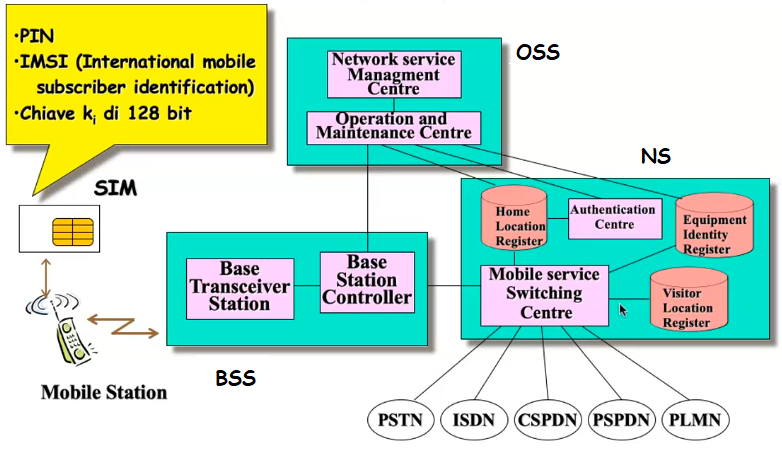 •PIN
•IMSI (International mobile
subscriber identification)
•Chiave ki di 128 bit
SIM
Mobile Station
OSS
Network service
Managment
Centre
Operation and
Maintenance Centre
NS
Home
Location
Register
Authentication
Centre
Equipment
Identity
Register
Base
Transceiver
Station
Base
Station
Controller
BSS
Mobile service
Switching
Centre
Visitor
Location
Register
PSTN
ISDN
CSPDN
PSPDN
PLMN